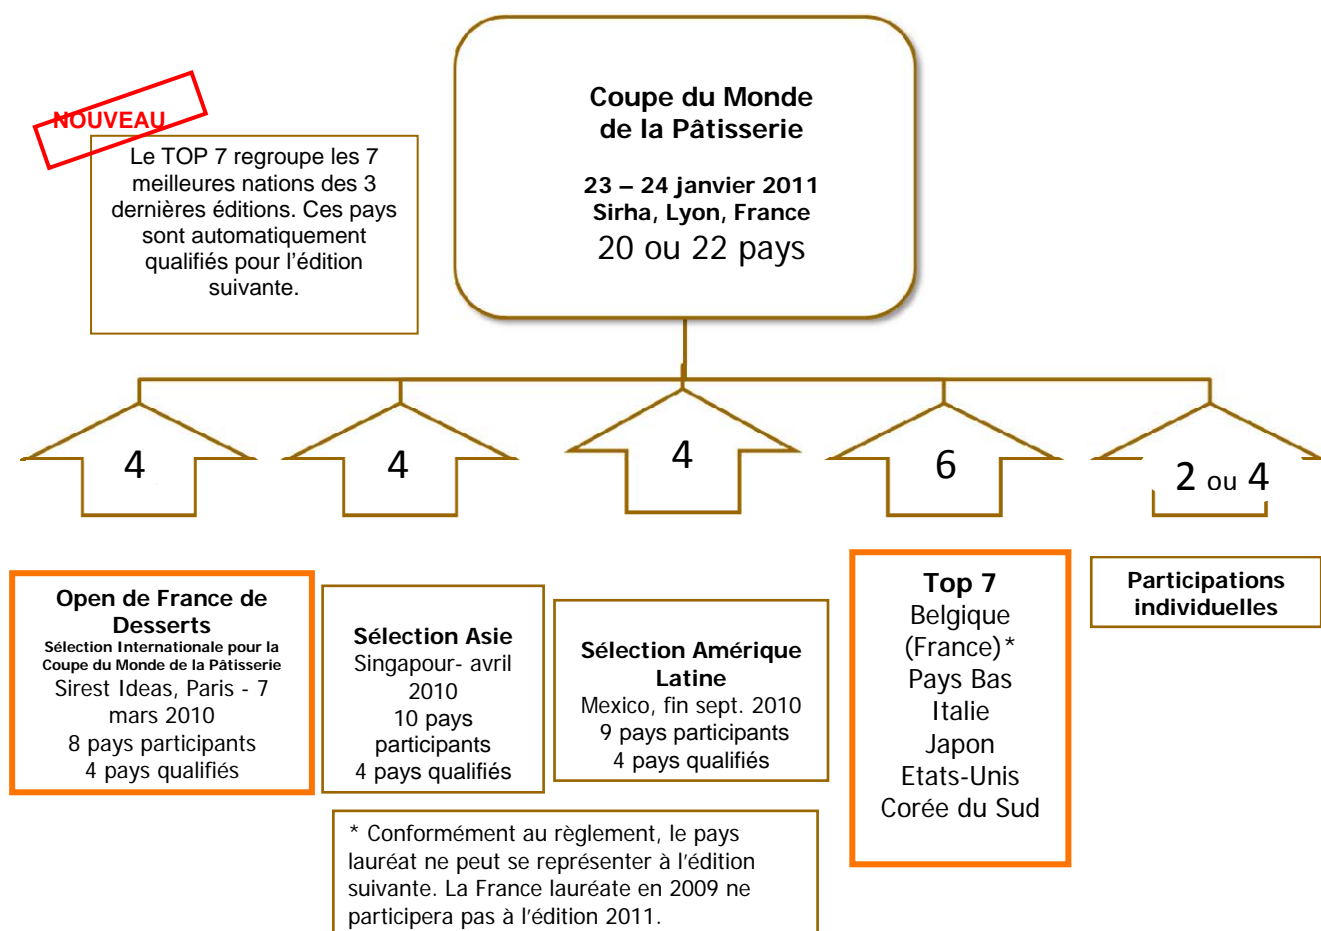 NOUVEAU
Le TOP 7 regroupe les 7
meilleures nations des 3
dernières éditions. Ces pays
sont automatiquement
qualifiés pour l’édition
suivante.
Coupe du Monde
de la Pâtisserie
23 – 24 janvier 2011
Sirha, Lyon, France
20 ou 22 pays
4
4
4
6
2 ou 4
Open de France de
Desserts
Sélection Internationale pour la
Coupe du Monde de la Pâtisserie
Sirest Ideas, Paris - 7
mars 2010
8 pays participants
4 pays qualifiés
Sélection Asie
Singapour- avril
2010
10 pays
participants
4 pays qualifiés
Sélection Amérique
Latine
Mexico, fin sept. 2010
9 pays participants
4 pays qualifiés
Top 7
Belgique
(France)*
Pays Bas
Italie
Japon
Etats-Unis
Corée du Sud
Participations
individuelles
* Conformément au règlement, le pays
lauréat ne peut se représenter à l’édition
suivante. La France lauréate en 2009 ne
participera pas à l’édition 2011.